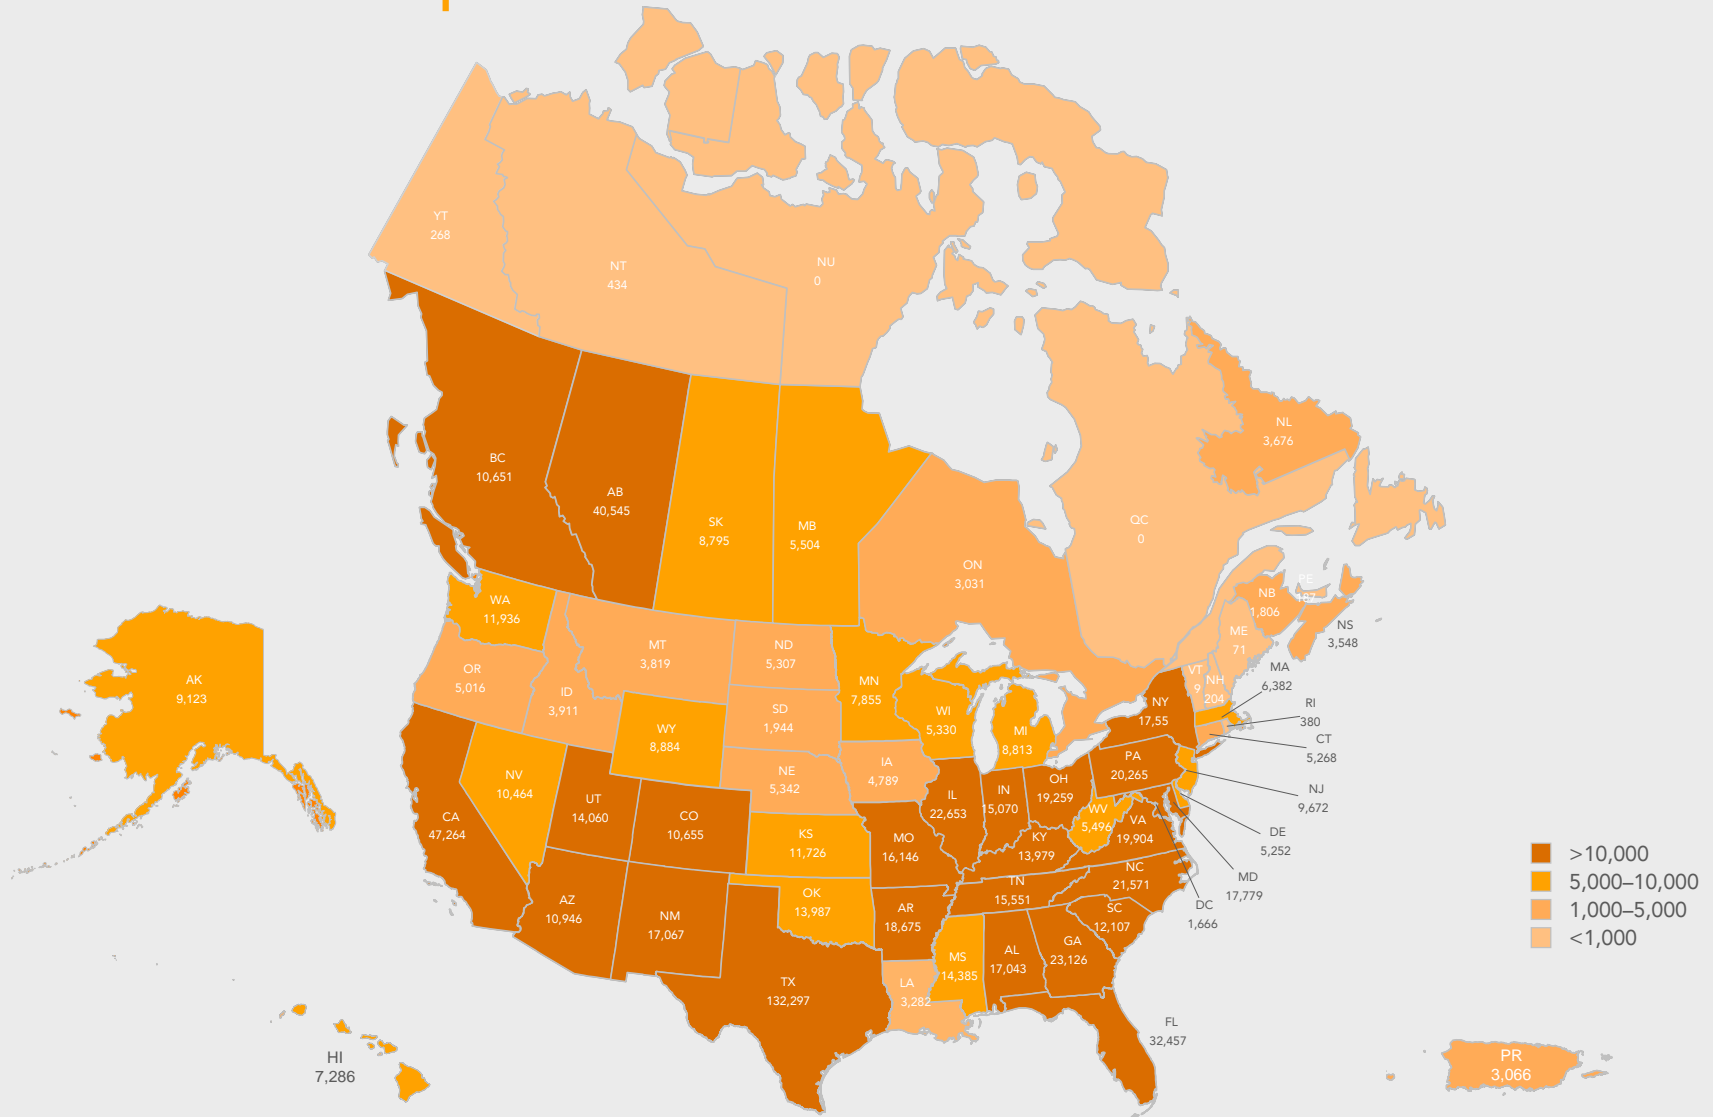 YT
268
NT
434
NU
0
NL
3,676
BC
10,651
AB
40,545
SK
8,795
MB
5,504
QC
0
ON
3,031
PE
187
NB
1,806
NS
3,548
WA
11,936
ME
71
MT
3,819
ND
5,307
OR
5,016
ID
3,911
VT
9
NH
204
MA
6,382
AK
9,123
MN
7,855
SD
1,944
WI
5,330
MI
8,813
NY
17,55
RI
380
WY
8,884
CT
5,268
PA
20,265
IA
4,789
NE
5,342
NV
10,464
OH
19,259
NJ
9,672
IN
15,070
IL
22,653
UT
14,060
CO
10,655
CA
47,264
WV
5,496
VA
19,904
DE
5,252
KS
11,726
MO
16,146
KY
13,979
>10,000
MD
17,779
NC
21,571
TN
15,551
5,000–10,000
OK
13,987
AZ
10,946
DC
1,666
AR
18,675
SC
12,107
1,000–5,000
NM
17,067
<1,000
GA
23,126
AL
17,043
MS
14,385
TX
132,297
LA
3,282
FL
32,457
HI
7,286
PR
3,066